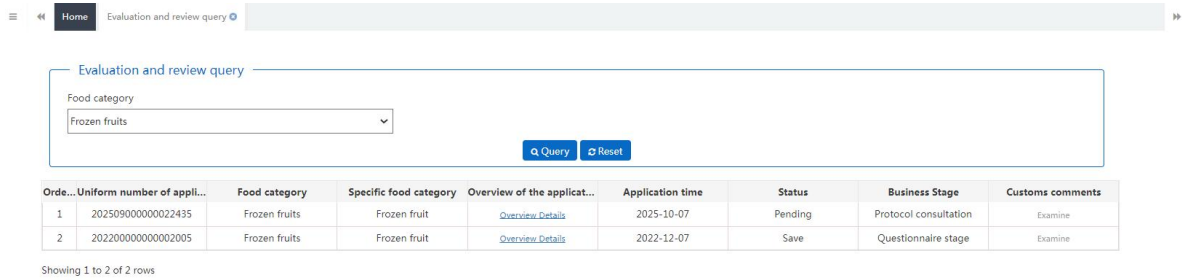 Home Evaluation and review query
Evaluation and review query
Food category
Frozen fruits
Query Reset
Orde... Uniform number of appli... Food category Specific food category Overview of the applicat... Application time Status Business Stage Customs comments
1 202509000000022435 Frozen fruits Frozen fruit Overview Details 2025-10-07 Pending Protocol consultation Examine
2 202200000000002005 Frozen fruits Frozen fruit Overview Details 2022-12-07 Save Questionnaire stage Examine
Showing 1 to 2 of 2 rows